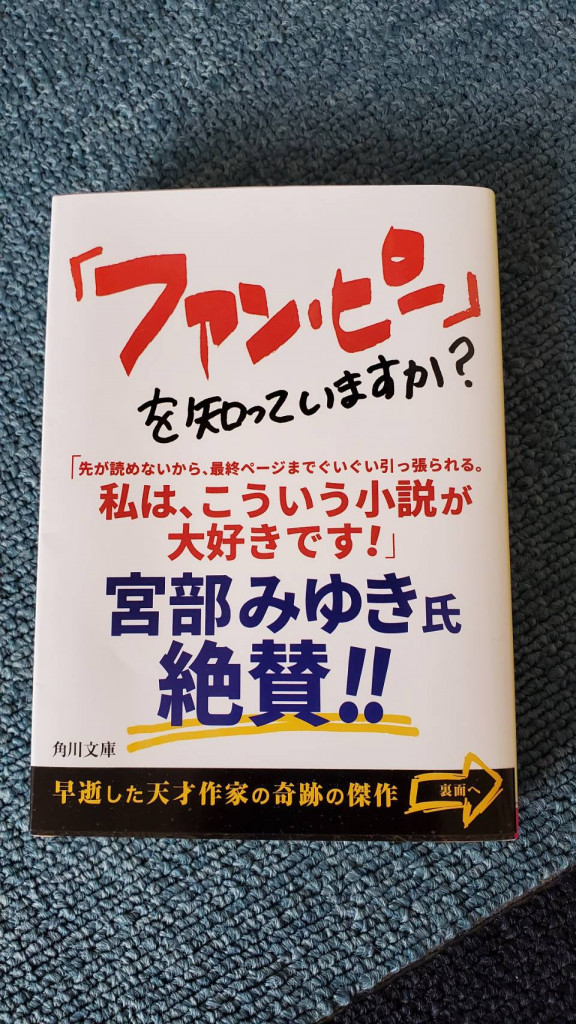 「ファン・ピー」
を知っていますか?
「先が読めないから、最終ページまでぐいぐい引っ張られる。
私は、こういう小説が
大好きです!」
宮部みゆき氏
絶賛!!
角川文庫
早逝した天才作家の奇跡の傑作
裏面へ